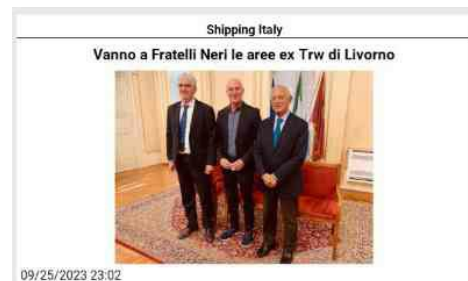 Shipping Italy
Vanno a Fratelli Neri le aree ex Trw di Livorno
09/25/2023 23:02